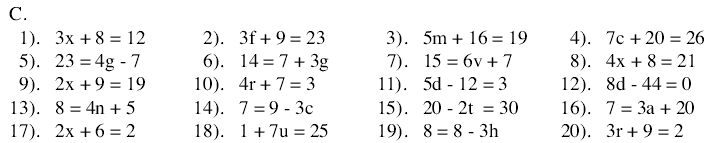 C.
1). 3x + 8 = 12 2). 3f + 9 = 23 3). 5m + 16 = 19 4). 7c + 20 = 26
5). 23 = 4g - 7 6). 14 = 7 + 3g 7). 15 = 6v + 7 8). 4x + 8 = 21
9). 2x + 9 = 19 10). 4r + 7 = 3 11). 5d - 12 = 3 12). 8d - 44 = 0
13). 8 = 4n + 5 14). 7 = 9 - 3c 15). 20 - 2t = 30 16). 7 = 3a + 20
17). 2x + 6 = 2 18). 1 + 7u = 25 19). 8 = 8 - 3h 20). 3r + 9 = 2